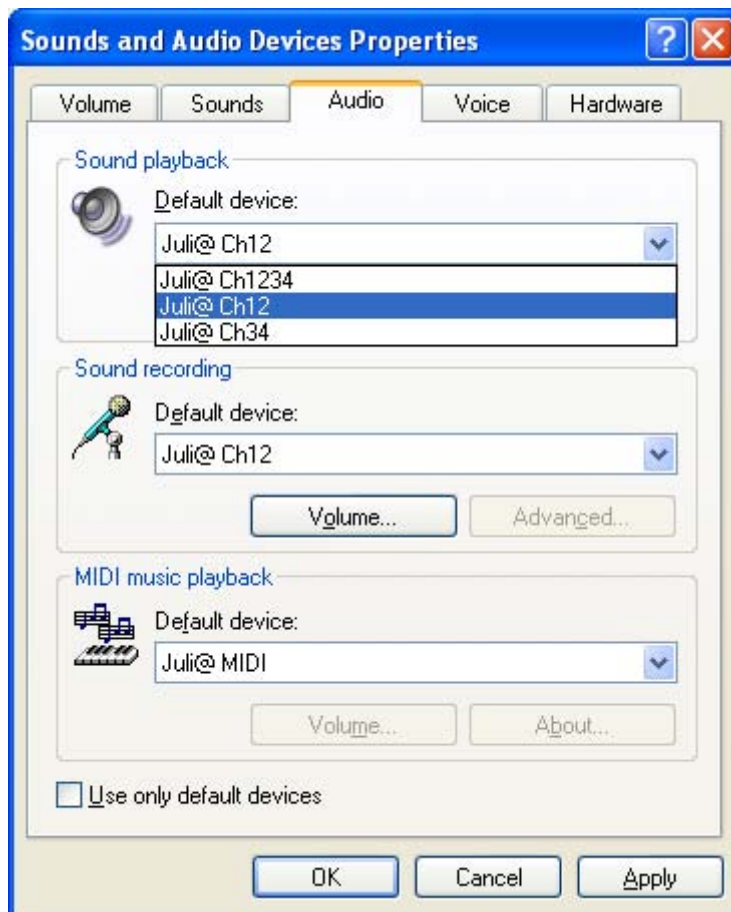 Sounds and Audio Devices Properties
Volume Sounds Audio Voice Hardware
Sound playback
Default device:
Juli@ Ch12
Juli@ Ch1234
Juli@ Ch12
Juli@ Ch34
Sound recording
Default device:
Juli@ Ch12
Volume... Advanced...
MIDI music playback
Default device:
Juli@ MIDI
Volume... About...
Use only default devices
OK Cancel Apply